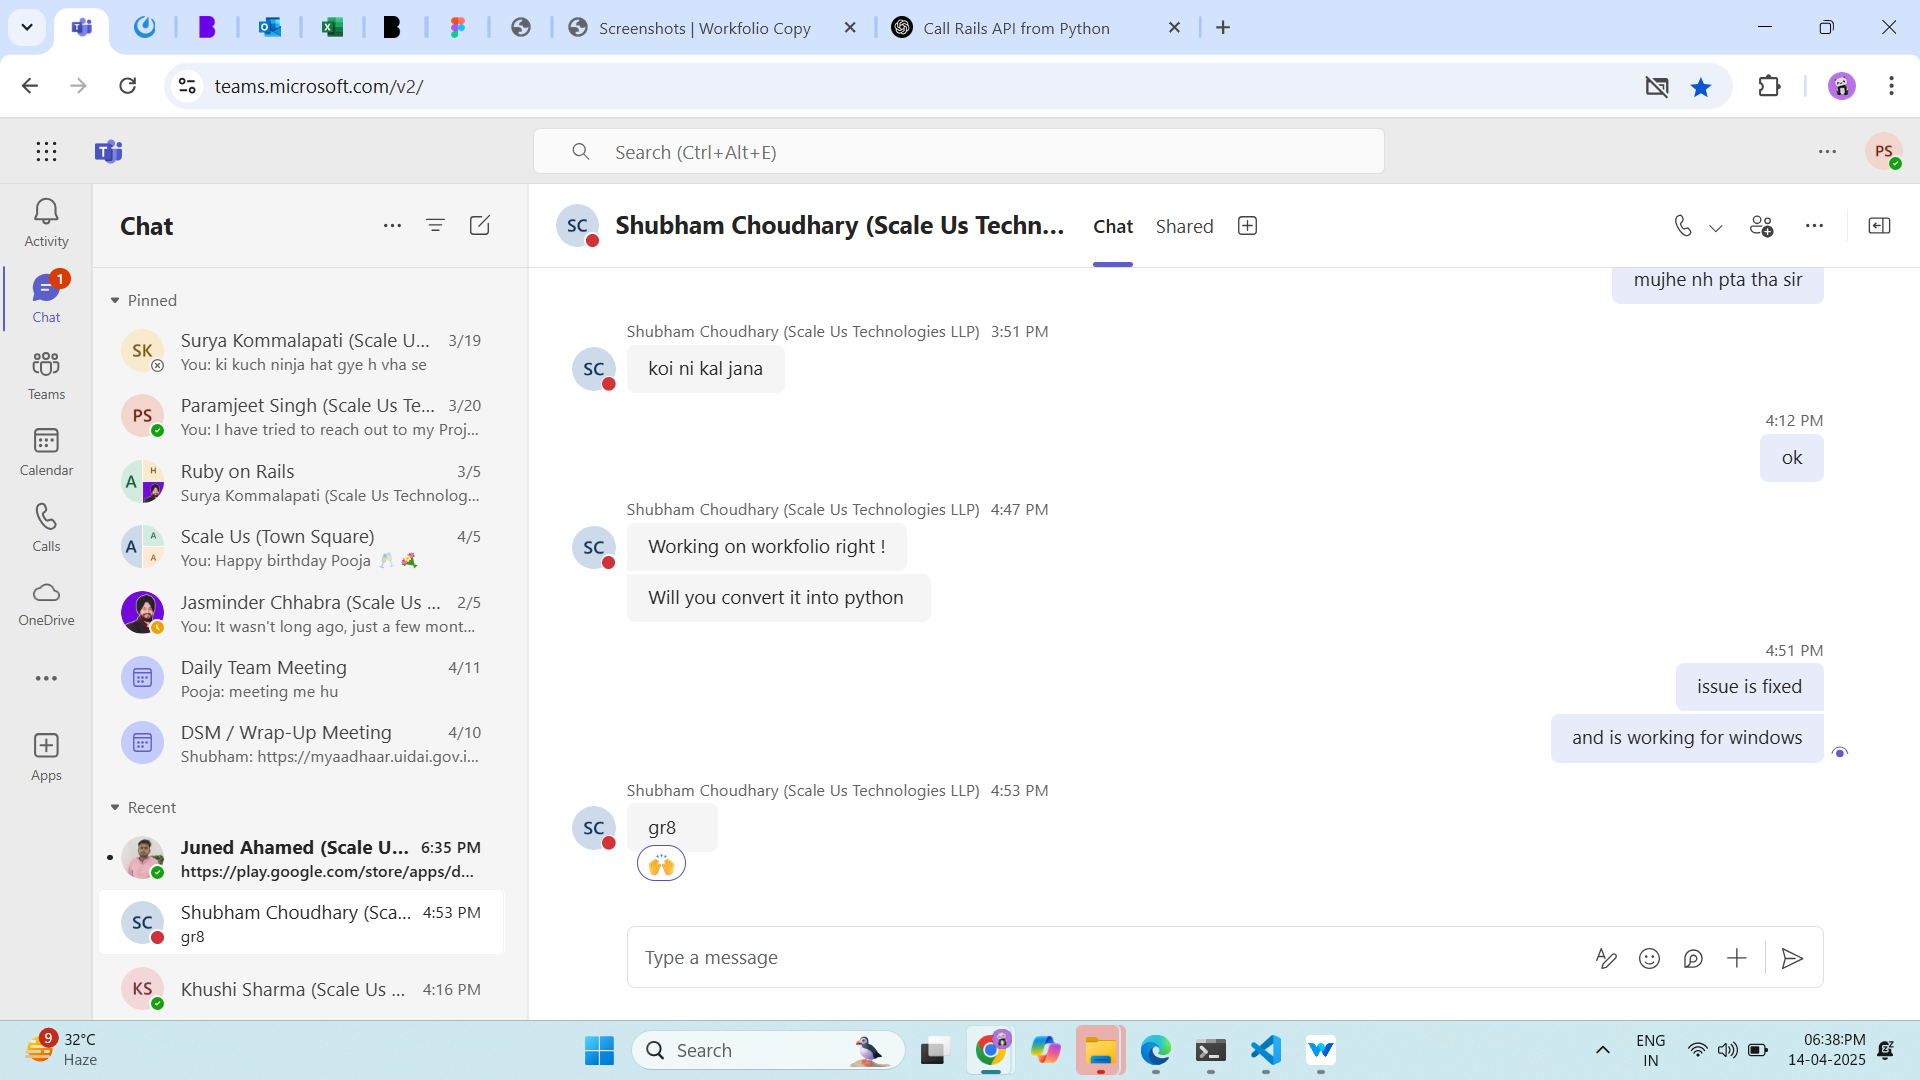 Screenshots | Workfolio Copy
Call Rails API from Python
teams.microsoft.com/v2/
Search (Ctrl+Alt+E)
PS
Activity
1
Chat
Teams
Calendar
Calls
OneDrive
Apps
Chat
Pinned
SK
Surya Kommalapati (Scale U... 3/19
You: ki kuch ninja hat gye h vha se
PS
Paramjeet Singh (Scale Us Te... 3/20
You: I have tried to reach out to my Proj...
A H
Ruby on Rails 3/5
Surya Kommalapati (Scale Us Technolog...
A A A
Scale Us (Town Square) 4/5
You: Happy birthday Pooja 🥂 💐
Jasminder Chhabra (Scale Us ... 2/5
You: It wasn't long ago, just a few mont...
Daily Team Meeting 4/11
Pooja: meeting me hu
DSM / Wrap-Up Meeting 4/10
Shubham: https://myaadhaar.uidai.gov.i...
Recent
Juned Ahamed (Scale U... 6:35 PM
https://play.google.com/store/apps/d...
SC
Shubham Choudhary (Sca... 4:53 PM
gr8
KS
Khushi Sharma (Scale Us ... 4:16 PM
SC
Shubham Choudhary (Scale Us Techn...
Chat
Shared
mujhe nh pta tha sir
Shubham Choudhary (Scale Us Technologies LLP) 3:51 PM
SC
koi ni kal jana
4:12 PM
ok
Shubham Choudhary (Scale Us Technologies LLP) 4:47 PM
SC
Working on workfolio right !
Will you convert it into python
4:51 PM
issue is fixed
and is working for windows
Shubham Choudhary (Scale Us Technologies LLP) 4:53 PM
SC
gr8
🙌
Type a message
9
32°C
Haze
Search
ENG
IN
06:38:PM
14-04-2025